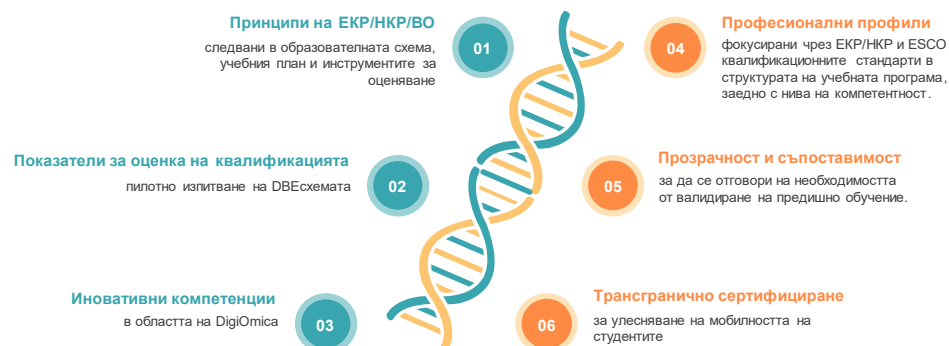 Принципи на ЕКР/НКР/ВО
следвани в образователната схема,
учебния план и инструментите за
оценяване
01
Показатели за оценка на квалификацията
пилотно изпитване на DBEсхемата
02
Иновативни компетенции
в областта на DigiOmica
03
04
Професионални профили
фокусирани чрез ЕКР/НКР и ESCO
квалификационните стандарти в
структурата на учебната програма,
заедно с нива на компетентност.
05
Прозрачност и съпоставимост
за да се отговори на необходимостта
от валидиране на предишно обучение.
06
Трансгранично сертифициране
за улесняване на мобилността на
студентите